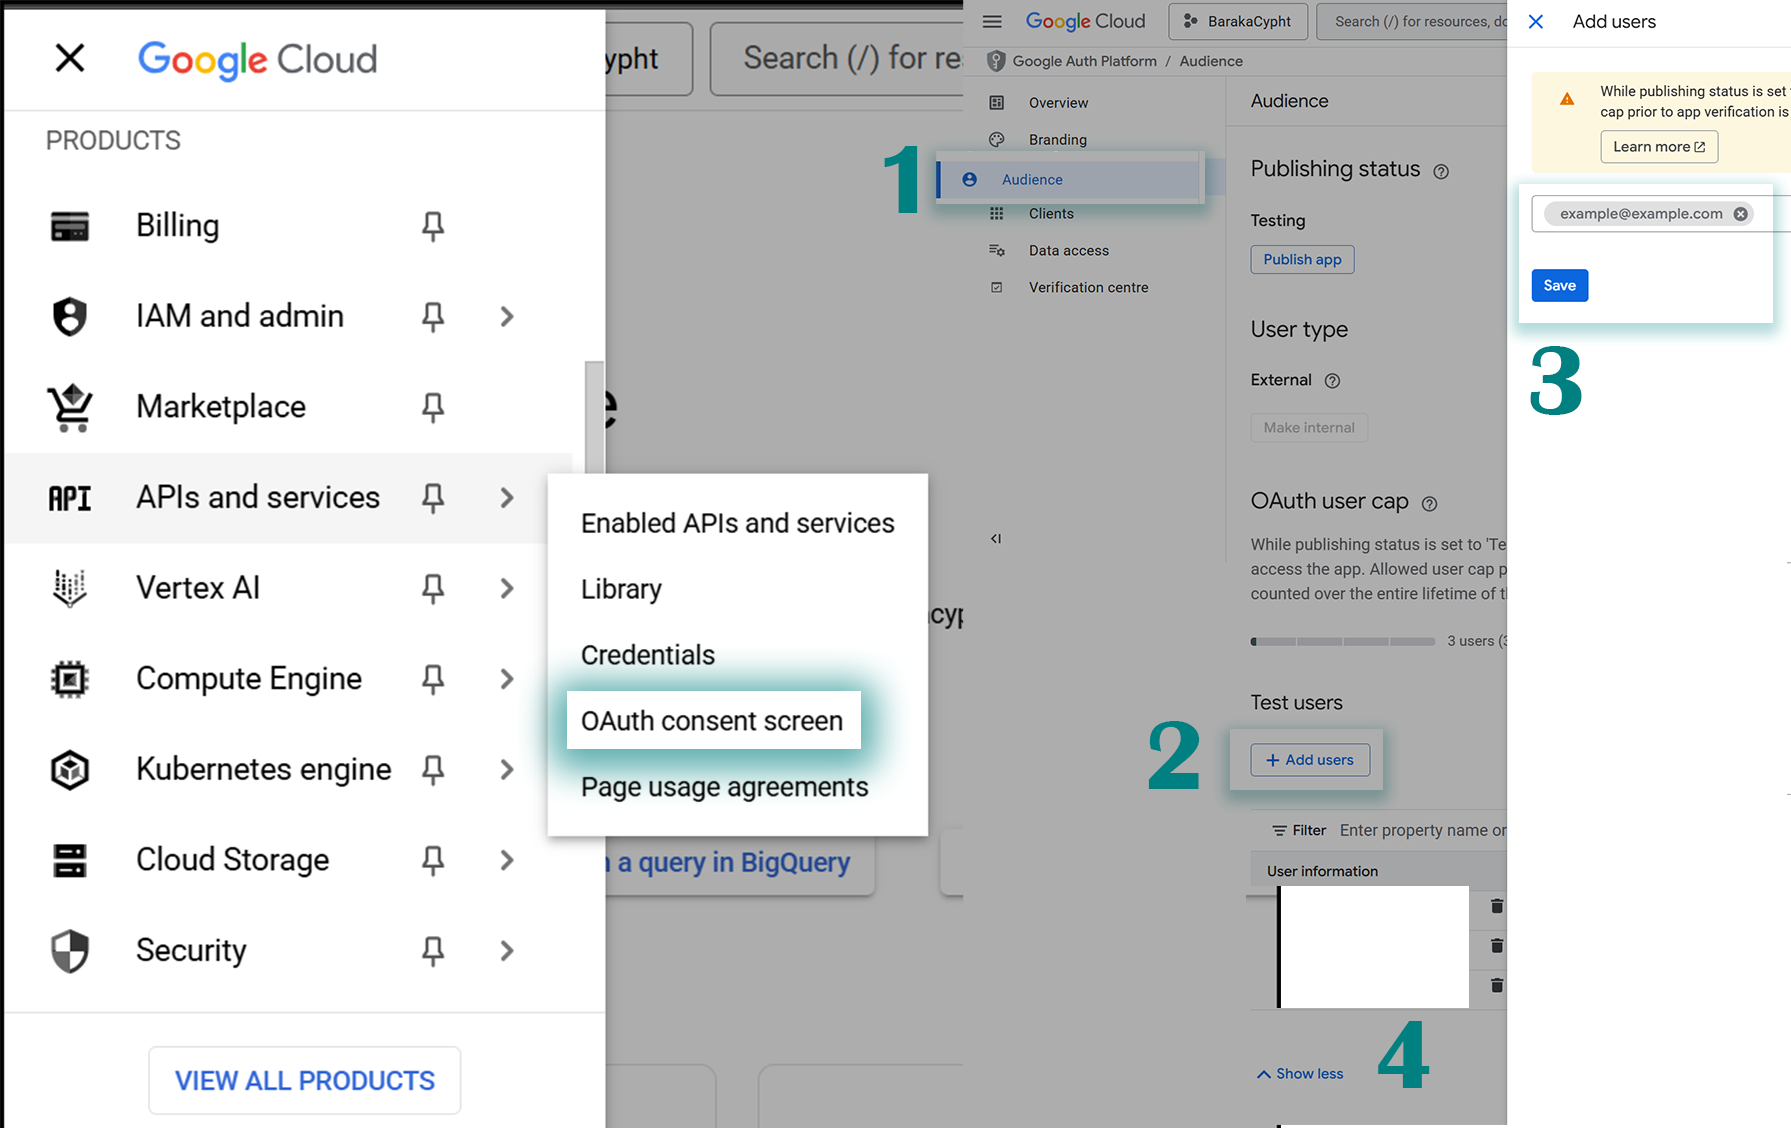 Google Cloud
PRODUCTS
Billing
IAM and admin
Marketplace
API APIs and services
Vertex AI
Compute Engine
Kubernetes engine
Cloud Storage
Security
VIEW ALL PRODUCTS
Search (/) for
Enabled APIs and services
Library
Credentials
OAuth consent screen
Page usage agreements
a query in BigQuery
Google Cloud
BarakaCypht
Search (/) for resources,
Google Auth Platform / Audience
Overview
Branding
1
Audience
Clients
Data access
Verification centre
Audience
Publishing status
Testing
Publish app
User type
External
Make internal
OAuth user cap
While publishing status is set to
access the app. Allowed user cap
counted over the entire lifetime of
3 users
Test users
2
+ Add users
Filter Enter property name or
User information
Show less
4
Add users
While publishing status is set
cap prior to app verification is
Learn more
example@example.com
Save
3